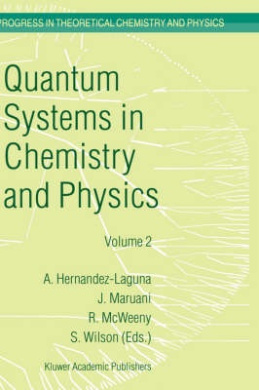 PROGRESS IN THEORETICAL CHEMISTRY AND PHYSICS
Quantum
Systems in
Chemistry
and Physics
Volume 2
A. Hernandez-Laguna
J. Maruani
R. McWeeny
S. Wilson (Eds.)
Kluwer Academic Publishers